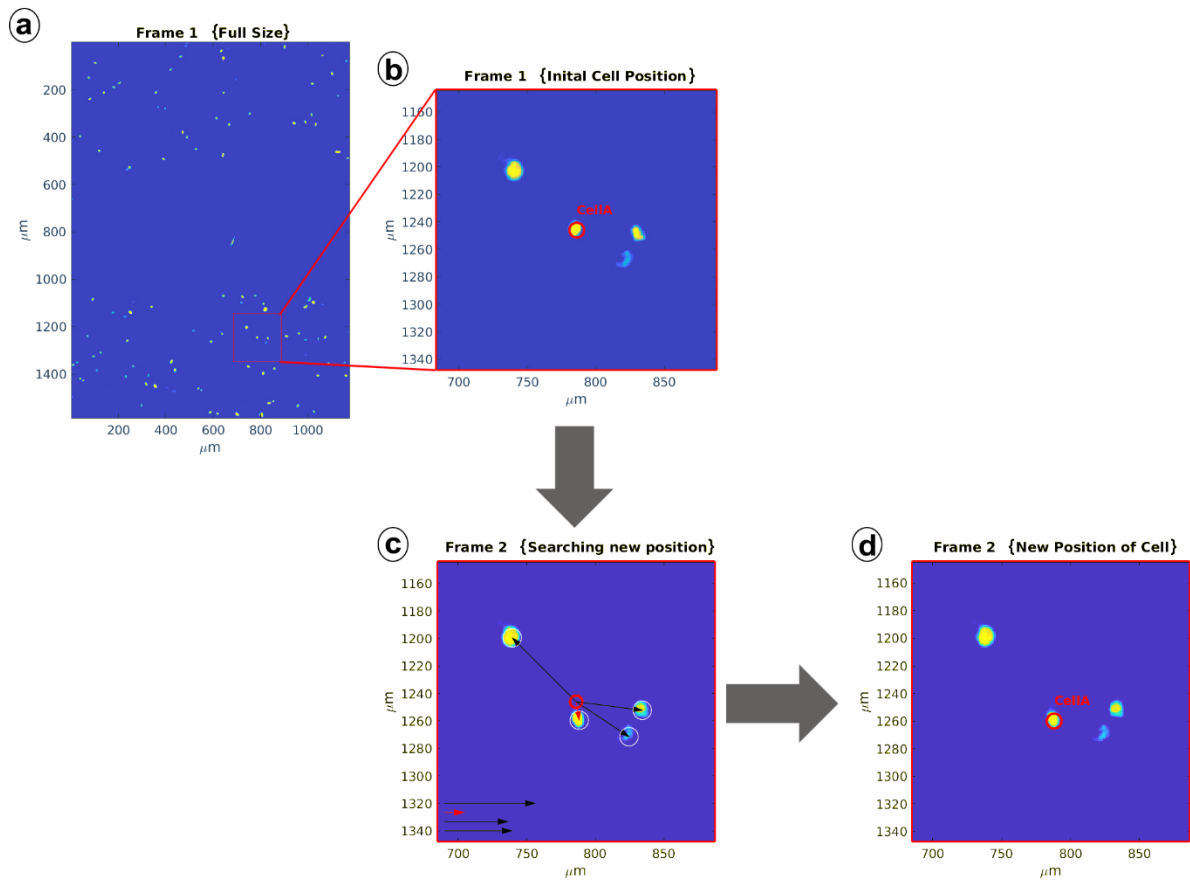 a
Frame 1 {Full Size}
200
400
600
800
1000
1200
1400
μm
200 400 600 800 1000
μm
b
Frame 1 {Inital Cell Position}
1160
1180
1200
1220
1240
1260
1280
1300
1320
1340
μm
CellA
700 750 800 850
μm
c
Frame 2 {Searching new position}
1160
1180
1200
1220
1240
1260
1280
1300
1320
1340
μm
700 750 800 850
μm
d
Frame 2 {New Position of Cell}
1160
1180
1200
1220
1240
1260
1280
1300
1320
1340
μm
CellA
700 750 800 850
μm